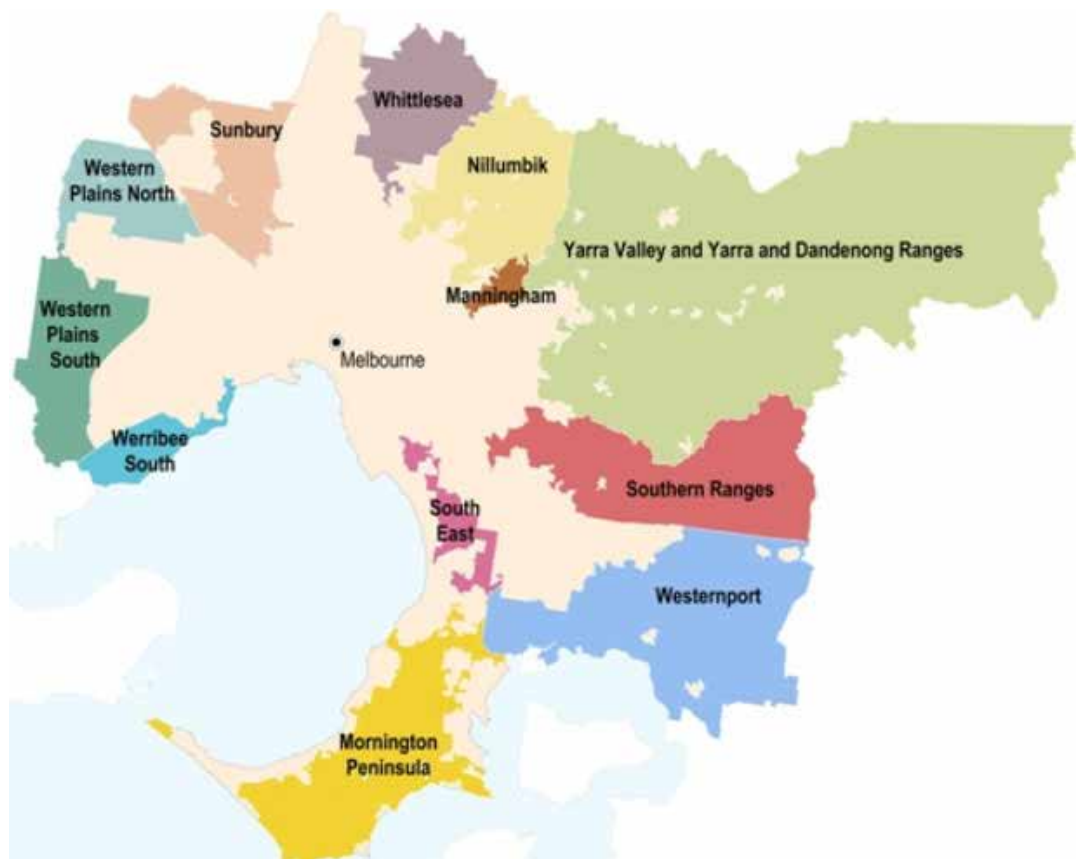 Whittlesea
Sunbury
Western
Plains North
Nillumbik
Yarra Valley and Yarra and Dandenong Ranges
Manningham
Western
Plains
South
Melbourne
Werribee
South
Southern Ranges
South
East
Westernport
Mornington
Peninsula